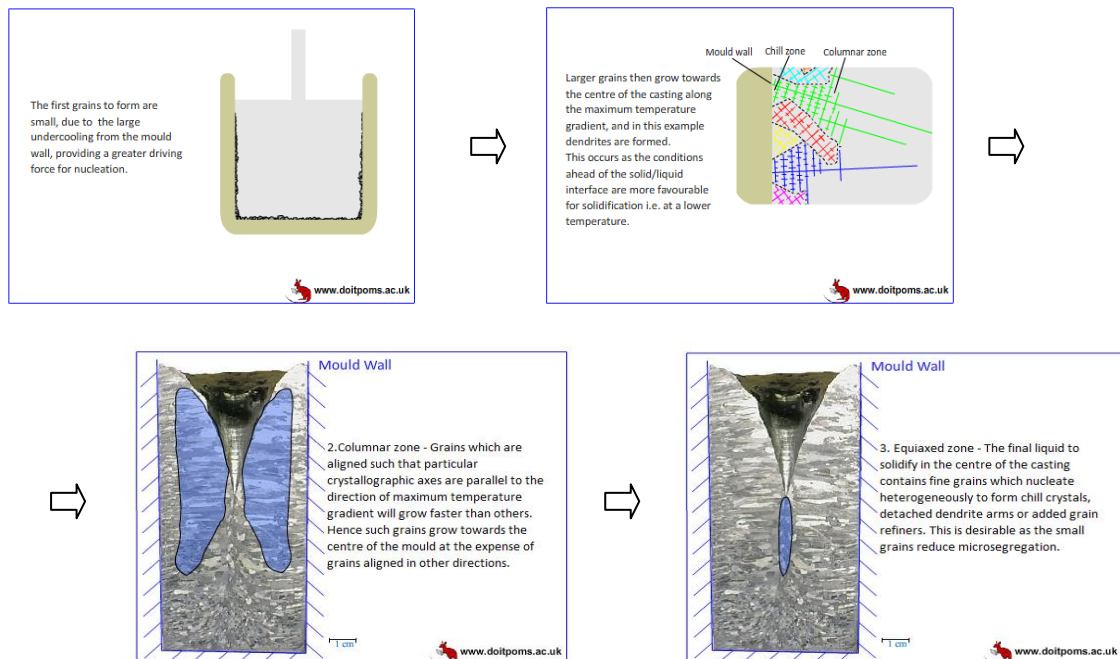 The first grains to form are
small, due to the large
undercooling from the mould
wall, providing a greater driving
force for nucleation.
www.doitpoms.ac.uk
Mould wall
Chill zone
Columnar zone
Larger grains then grow towards
the centre of the casting along
the maximum temperature
gradient, and in this example
dendrites are formed.
This occurs as the conditions
ahead of the solid/liquid
interface are more favourable
for solidification i.e. at a lower
temperature.
www.doitpoms.ac.uk
Mould Wall
2.Columnar zone - Grains which are
aligned such that particular
crystallographic axes are parallel to the
direction of maximum temperature
gradient will grow faster than others.
Hence such grains grow towards the
centre of the mould at the expense of
grains aligned in other directions.
1 cm
www.doitpoms.ac.uk
Mould Wall
3. Equiaxed zone - The final liquid to
solidify in the centre of the casting
contains fine grains which nucleate
heterogeneously to form chill crystals,
detached dendrite arms or added grain
refiners. This is desirable as the small
grains reduce microsegregation.
1 cm
www.doitpoms.ac.uk